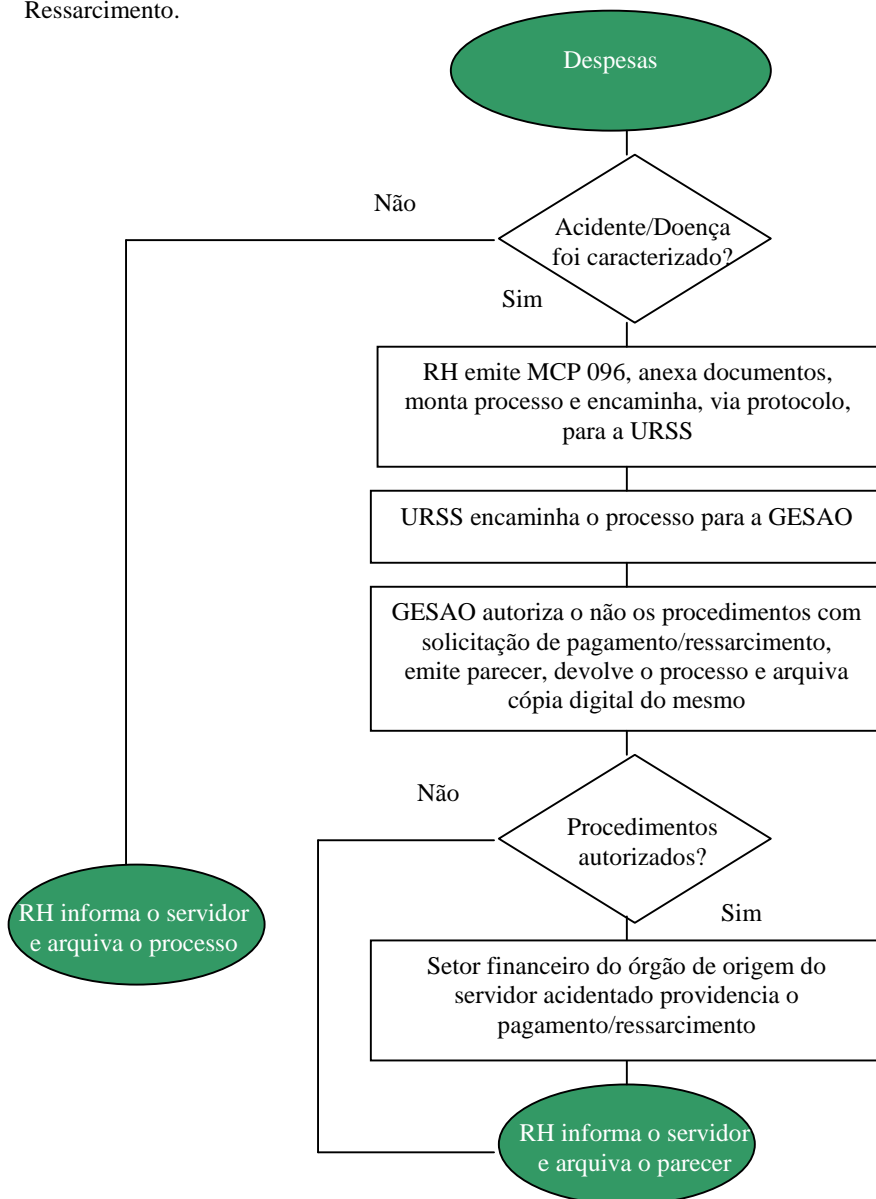 Ressarcimento.
Despesas
Não
Acidente/Doença
foi caracterizado?
Sim
RH emite MCP 096, anexa documentos,
monta processo e encaminha, via protocolo,
para a URSS
URSS encaminha o processo para a GESAO
GESAO autoriza o não os procedimentos com
solicitação de pagamento/ressarcimento,
emite parecer, devolve o processo e arquiva
cópia digital do mesmo
Não
Procedimentos
autorizados?
RH informa o servidor
e arquiva o processo
Sim
Setor financeiro do órgão de origem do
servidor acidentado providencia o
pagamento/ressarcimento
RH informa o servidor
e arquiva o parecer